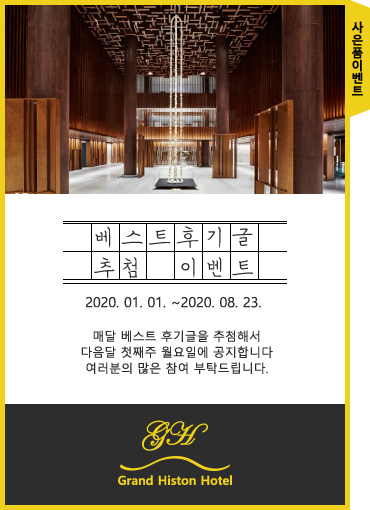 사은품이벤트
베스트후기글
추첨 이벤트
2020. 01. 01. ~2020. 08. 23.
매달 베스트 후기글을 추첨해서
다음달 첫째주 월요일에 공지합니다
여러분의 많은 참여 부탁드립니다.
GH
Grand Histon Hotel